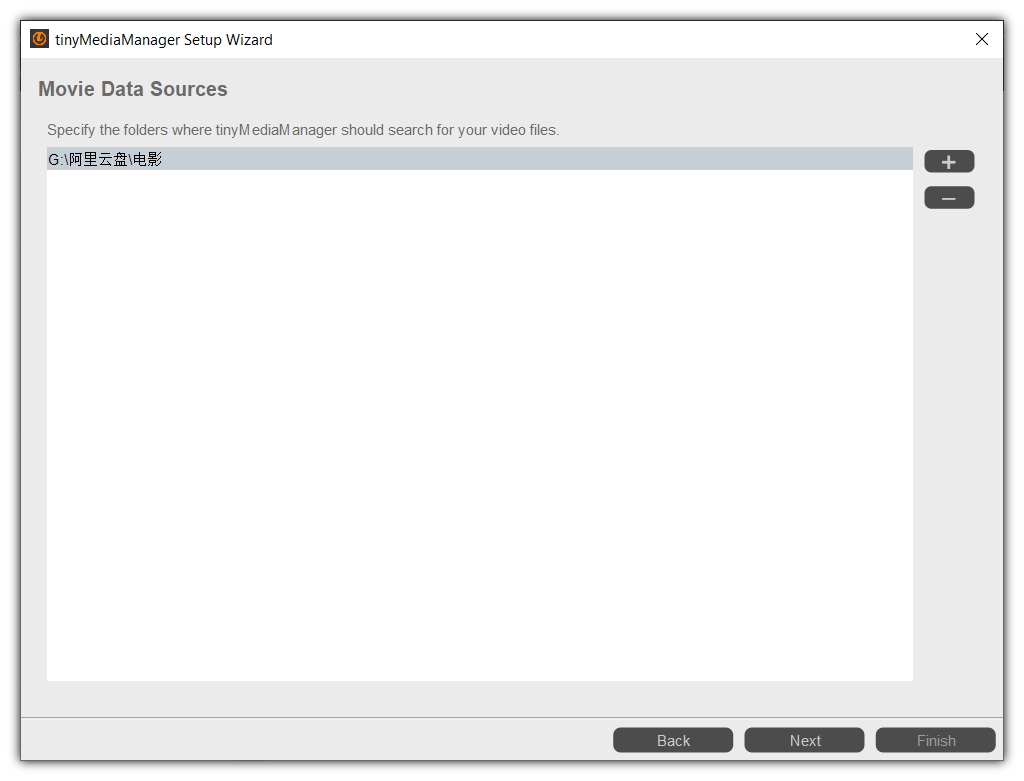 tinyMediaManager Setup Wizard
Movie Data Sources
Specify the folders where tinyMediaManager should search for your video files.
G:\阿里云盘\电影
Back
Next
Finish